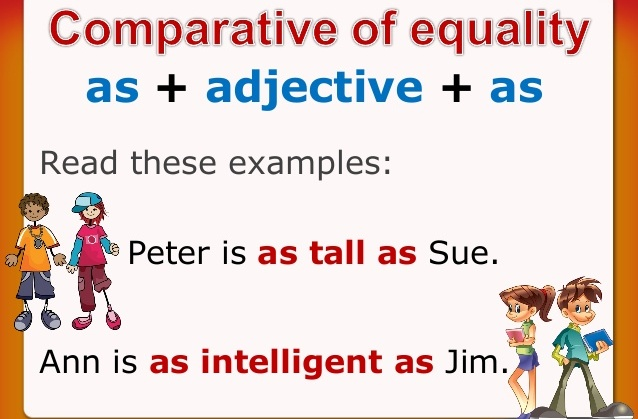 Comparative of equality
as + adjective + as
Read these examples:
Peter is as tall as Sue.
Ann is as intelligent as Jim.